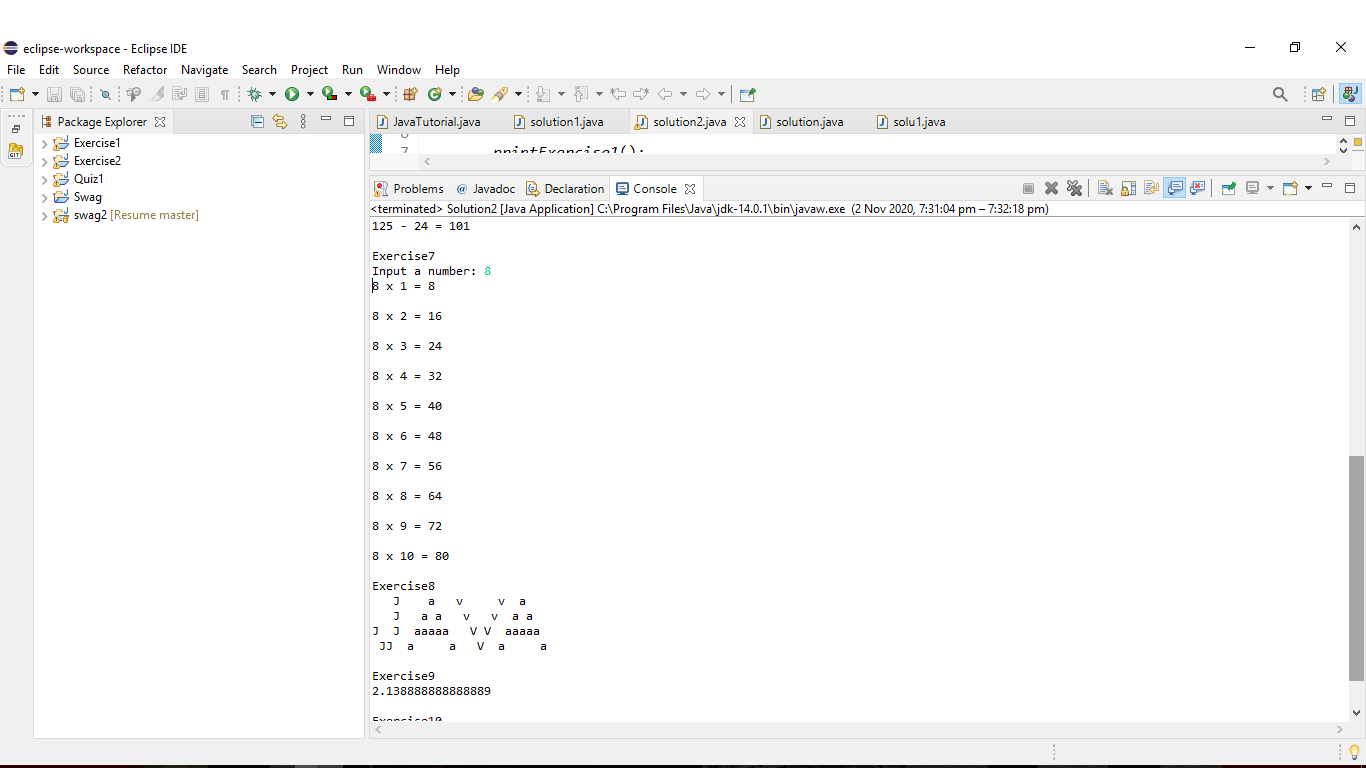 eclipse-workspace - Eclipse IDE
File Edit Source Refactor Navigate Search Project Run Window Help
Package Explorer
Exercise1
Exercise2
Quiz1
Swag
swag2 [Resume master]
GIT
JavaTutorial.java solution1.java solution2.java solution.java solu1.java
7 printExercise1();
Problems @ Javadoc Declaration Console
<terminated> Solution2 [Java Application] C:\Program Files\Java\jdk-14.0.1\bin\javaw.exe (2 Nov 2020, 7:31:04 pm – 7:32:18 pm)
125 - 24 = 101
Exercise7
Input a number: 8
8 x 1 = 8
8 x 2 = 16
8 x 3 = 24
8 x 4 = 32
8 x 5 = 40
8 x 6 = 48
8 x 7 = 56
8 x 8 = 64
8 x 9 = 72
8 x 10 = 80
Exercise8
   J    a   v     v  a
   J   a a   v   v  a a
J  J  aaaaa   V V  aaaaa
 JJ  a     a   V  a     a
Exercise9
2.138888888888889
Exercise10